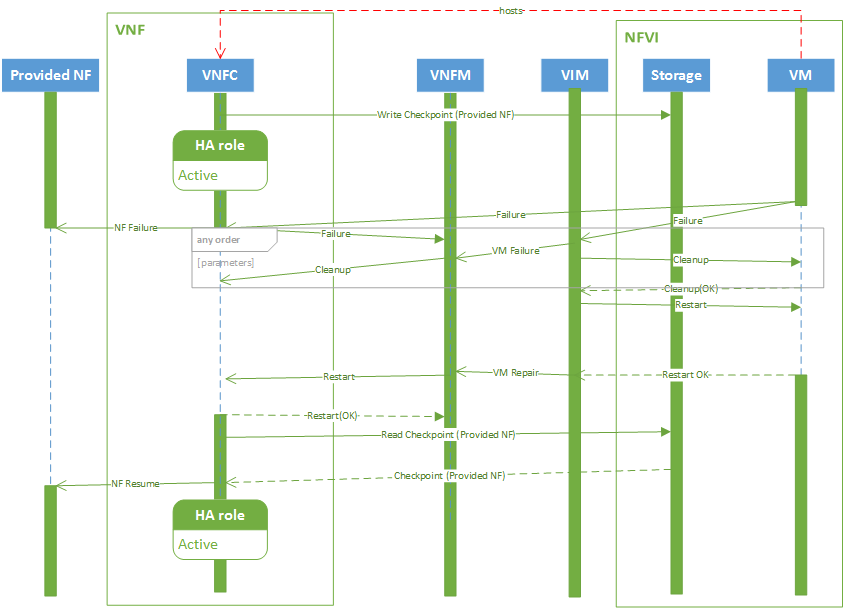 hosts
VNF
NFVI
Provided NF
VNFC
VNFM
VIM
Storage
VM
Write Checkpoint (Provided NF)
HA role
Active
Failure
Failure
NF Failure
Failure
any order
VM Failure
[parameters]
Cleanup
Cleanup
Cleanup(OK)
Restart
Restart
VM Repair
Restart OK
Restart(OK)
Read Checkpoint (Provided NF)
Checkpoint (Provided NF)
NF Resume
HA role
Active